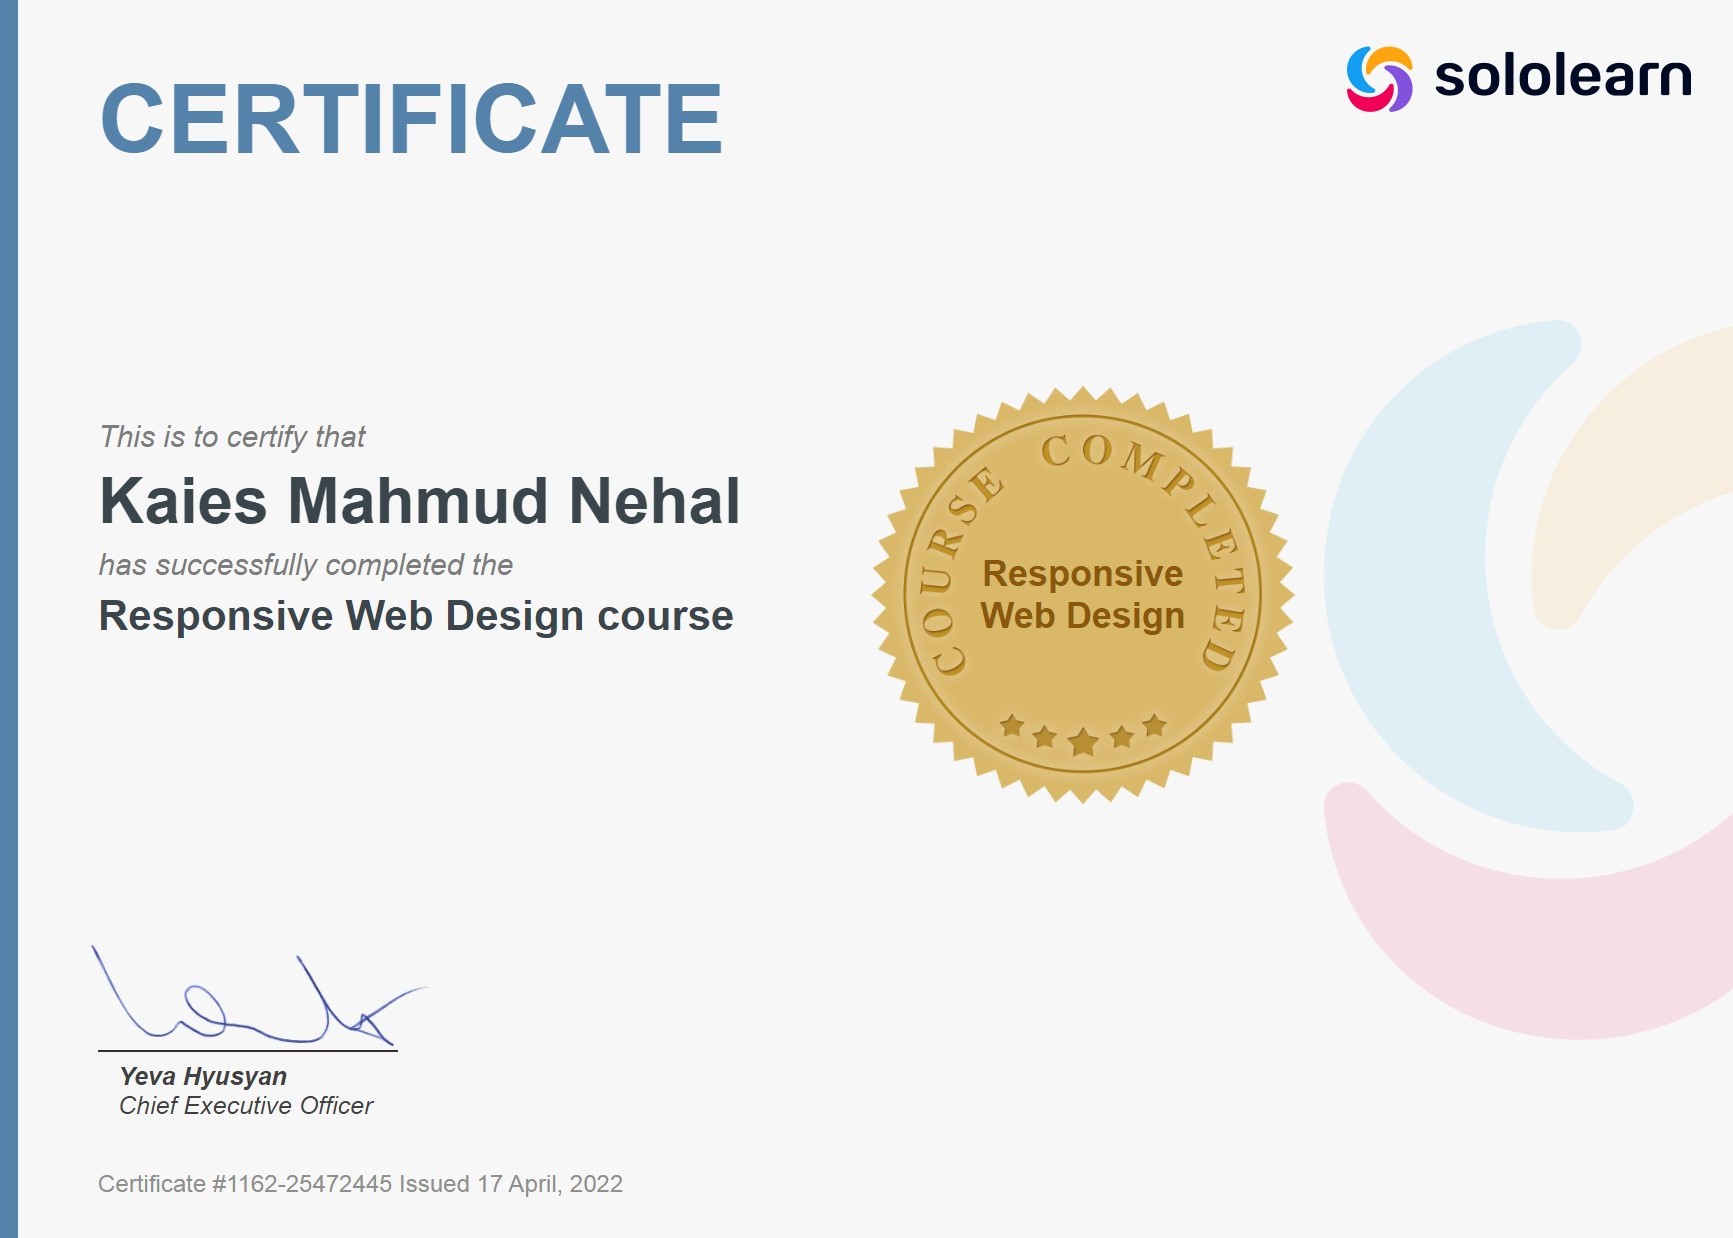 CERTIFICATE
sololearn
This is to certify that
Kaies Mahmud Nehal
has successfully completed the
Responsive Web Design course
COURSE COMPLETED
Responsive
Web Design
Yeva Hyusyan
Chief Executive Officer
Certificate #1162-25472445 Issued 17 April, 2022